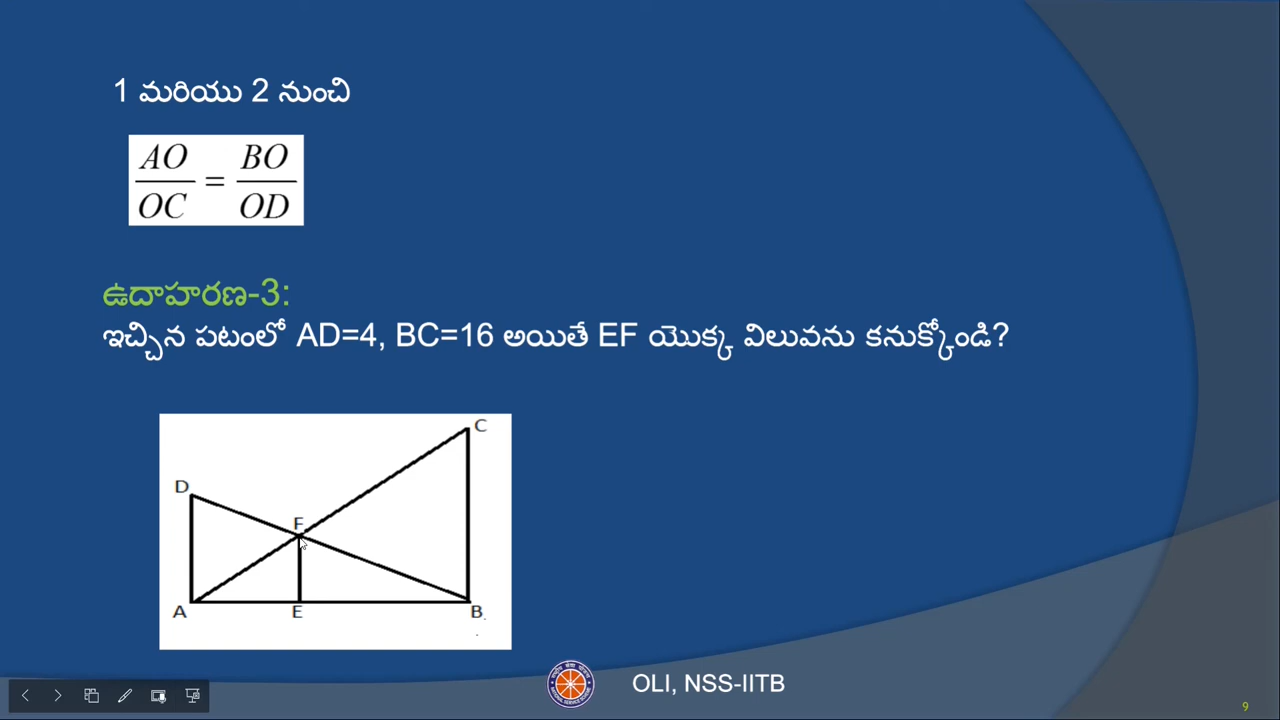 1 మరియు 2 నుంచి
AO/OC = BO/OD
ఉదాహరణ-3:
ఇచ్చిన పటంలో AD=4, BC=16 అయితే EF యొక్క విలువను కనుక్కోండి?
C
D
F
A E B
OLI, NSS-IITB
9